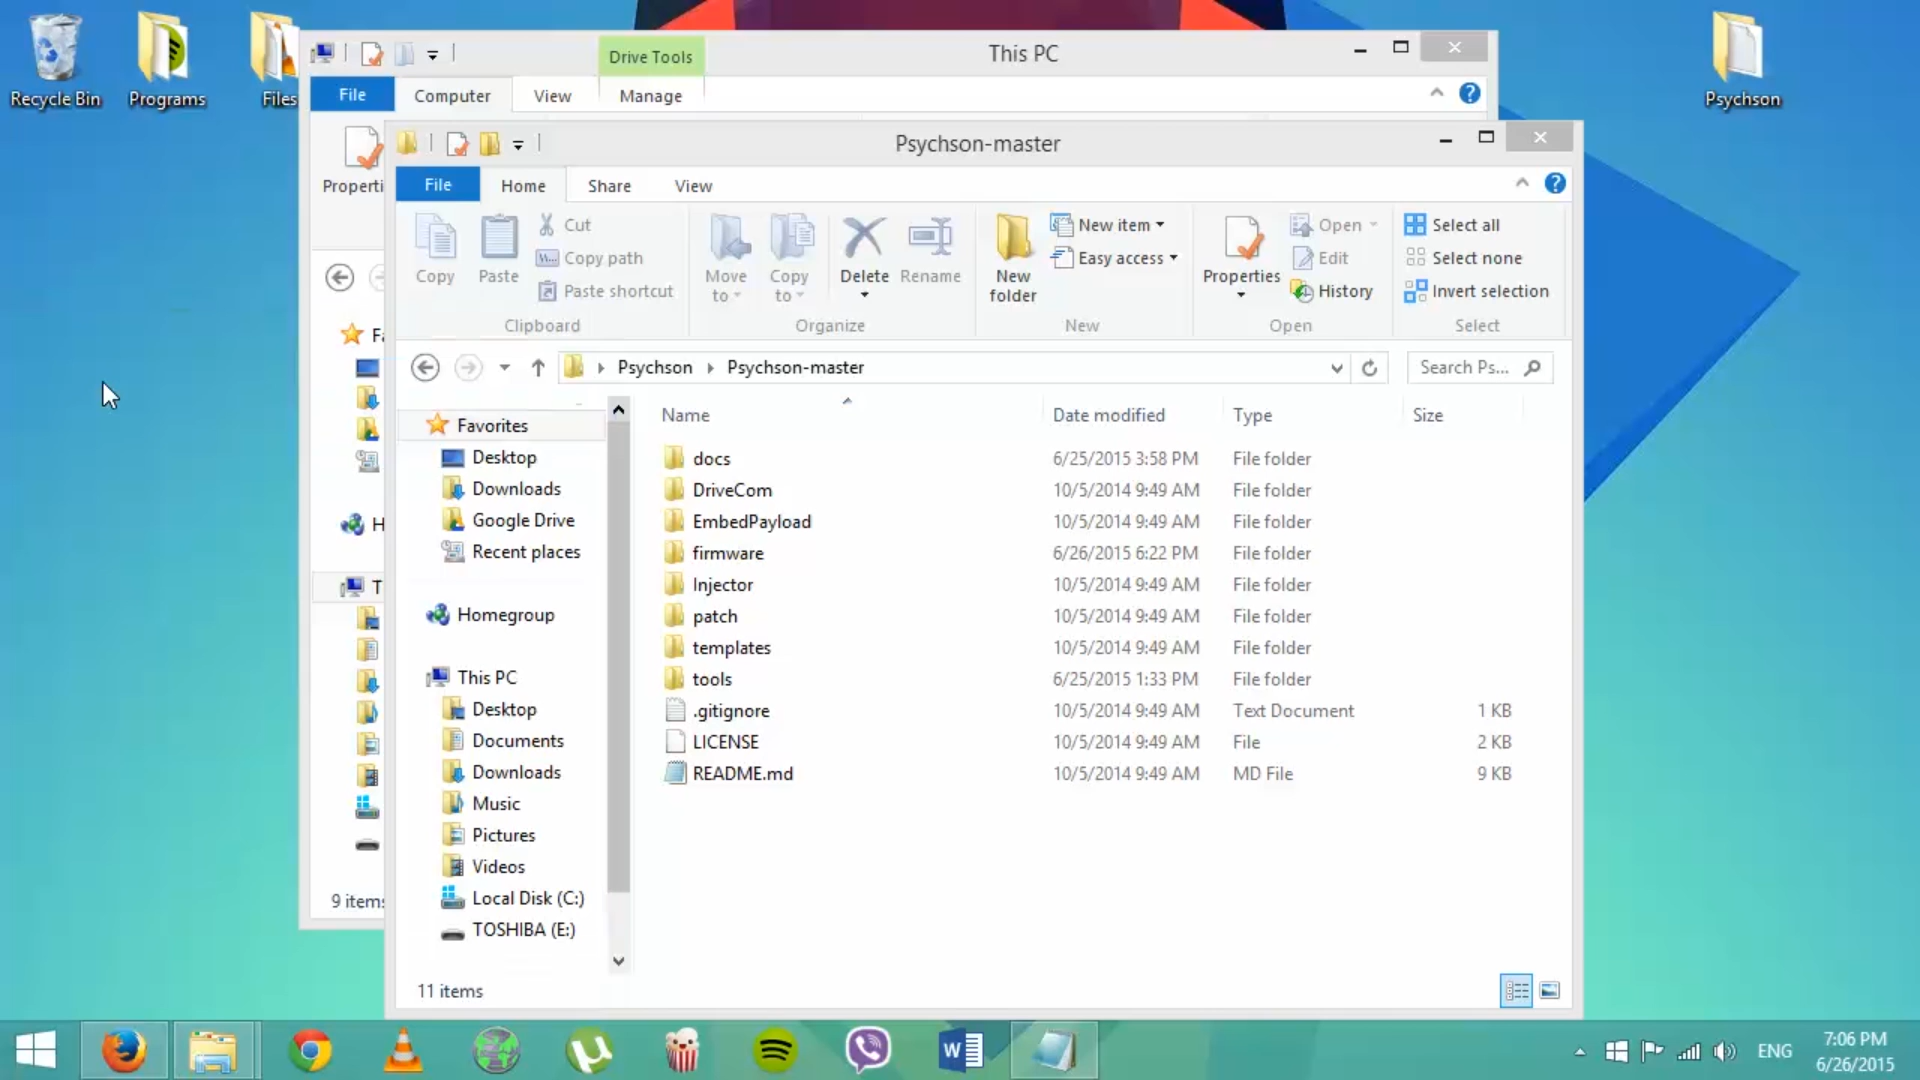 Recycle Bin
Programs
Files
Psychson
Drive Tools
This PC
File
Computer
View
Manage
Properti
Fa
H
T
9 items
Psychson-master
File
Home
Share
View
Copy
Paste
Cut
Copy path
Paste shortcut
Clipboard
Move to
Copy to
Delete
Rename
Organize
New folder
New item
Easy access
New
Properties
Open
Edit
History
Open
Select all
Select none
Invert selection
Select
Psychson
Psychson-master
Search Ps...
Favorites
Desktop
Downloads
Google Drive
Recent places
Homegroup
This PC
Desktop
Documents
Downloads
Music
Pictures
Videos
Local Disk (C:)
TOSHIBA (E:)
Name Date modified Type Size
docs 6/25/2015 3:58 PM File folder
DriveCom 10/5/2014 9:49 AM File folder
EmbedPayload 10/5/2014 9:49 AM File folder
firmware 6/26/2015 6:22 PM File folder
Injector 10/5/2014 9:49 AM File folder
patch 10/5/2014 9:49 AM File folder
templates 10/5/2014 9:49 AM File folder
tools 6/25/2015 1:33 PM File folder
.gitignore 10/5/2014 9:49 AM Text Document 1 KB
LICENSE 10/5/2014 9:49 AM File 2 KB
README.md 10/5/2014 9:49 AM MD File 9 KB
11 items
ENG
7:06 PM
6/26/2015